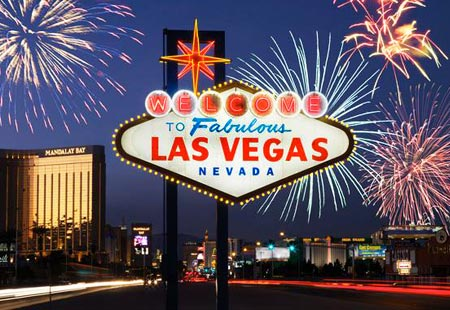 MANDALAY BAY
WELCOME
TO Fabulous
LAS VEGAS
NEVADA